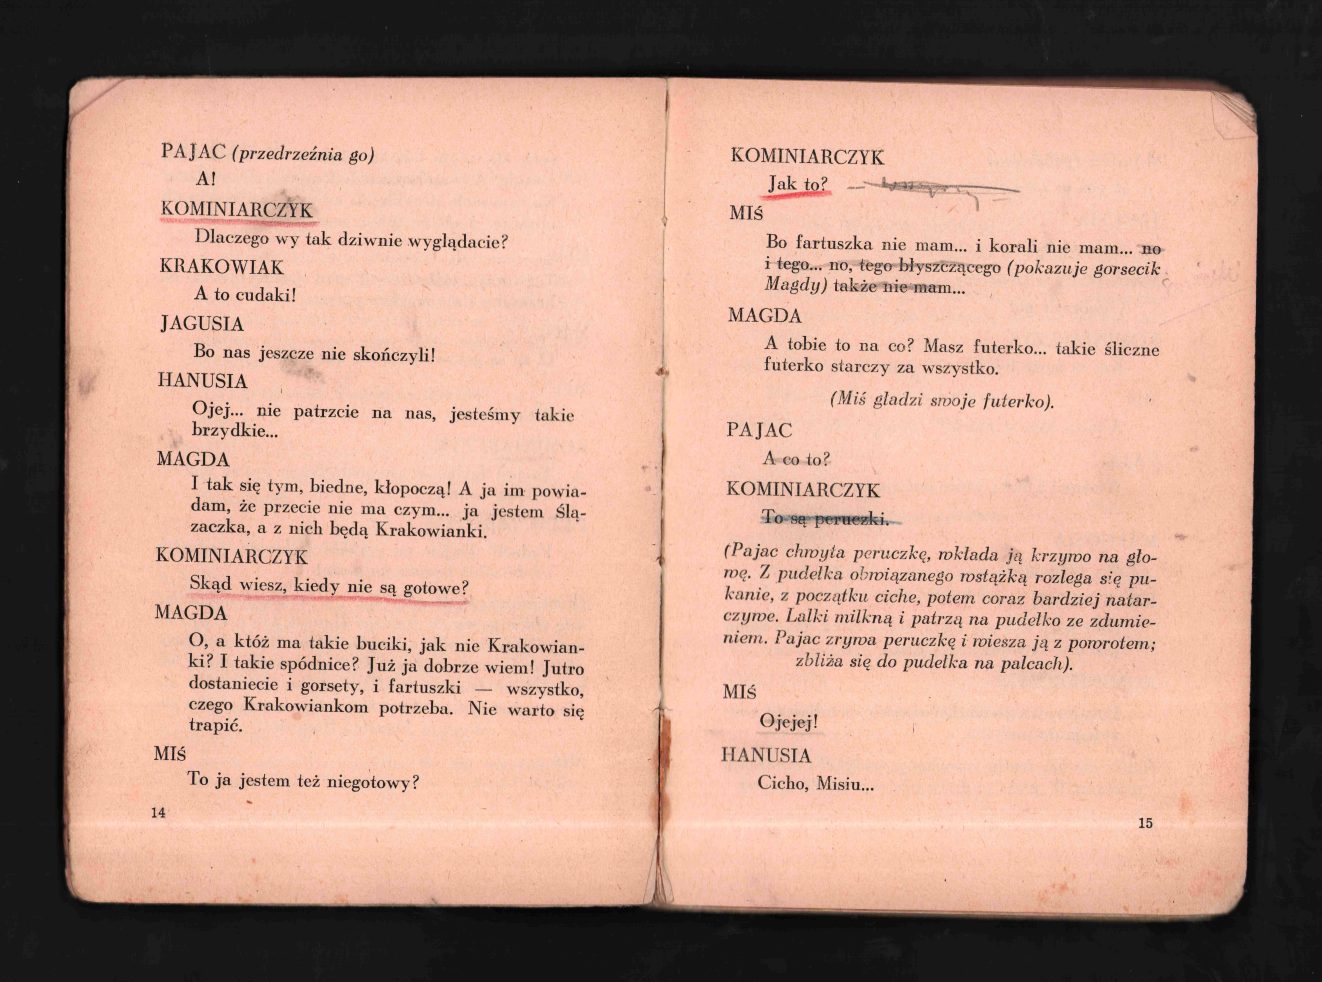 PAJAC (przedrzeźnia go)
A!
KOMINIARCZYK
Dlaczego wy tak dziwnie wyglądacie?
KRAKOWIAK
A to cudaki!
JAGUSIA
Bo nas jeszcze nie skończyli!
HANUSIA
Ojej... nie patrzcie na nas, jesteśmy takie
brzydkie...
MAGDA
I tak się tym, biedne, kłopoczą! A ja im powia-
dam, że przecie nie ma czym... ja jestem Ślą-
zaczka, a z nich będą Krakowianki.
KOMINIARCZYK
Skąd wiesz, kiedy nie są gotowe?
MAGDA
O, a któż ma takie buciki, jak nie Krakowian-
ki? I takie spódnice? Już ja dobrze wiem! Jutro
dostaniecie i gorsety, i fartuszki — wszystko,
czego Krakowiankom potrzeba. Nie warto się
trapić.
MIŚ
To ja jestem też niegotowy?
14
KOMINIARCZYK
Jak to?
MIŚ
Bo fartuszka nie mam... i korali nie mam... no
i tego... no, tego błyszczącego (pokazuje gorsecik
Magdy) także nie mam...
MAGDA
A tobie to na co? Masz futerko... takie śliczne
futerko starczy za wszystko.
(Miś gladzi swoje futerko).
PAJAC
A co to?
KOMINIARCZYK
To są peruczki.
(Pajac chwyta peruczkę, wkłada ją krzywo na gło-
wę. Z pudełka obwiązanego wstążką rozlega się pu-
kanie, z początku ciche, potem coraz bardziej natar-
czywe. Lalki milkną i patrzą na pudełko ze zdumie-
niem. Pajac zrywa peruczkę i wiesza ją z powrotem;
zbliża się do pudełka na palcach).
MIŚ
Ojejej!
HANUSIA
Cicho, Misiu...
15